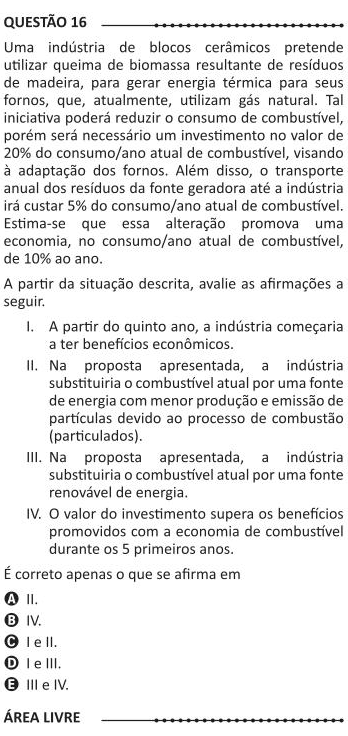 QUESTÃO 16
Uma indústria de blocos cerâmicos pretende
utilizar queima de biomassa resultante de resíduos
de madeira, para gerar energia térmica para seus
fornos, que, atualmente, utilizam gás natural. Tal
iniciativa poderá reduzir o consumo de combustível,
porém será necessário um investimento no valor de
20% do consumo/ano atual de combustível, visando
à adaptação dos fornos. Além disso, o transporte
anual dos resíduos da fonte geradora até a indústria
irá custar 5% do consumo/ano atual de combustível.
Estima-se que essa alteração promova uma
economia, no consumo/ano atual de combustível,
de 10% ao ano.
A partir da situação descrita, avalie as afirmações a
seguir.
I. A partir do quinto ano, a indústria começaria
a ter benefícios econômicos.
II. Na proposta apresentada, a indústria
substituiria o combustível atual por uma fonte
de energia com menor produção e emissão de
partículas devido ao processo de combustão
(particulados).
III. Na proposta apresentada, a indústria
substituiria o combustível atual por uma fonte
renovável de energia.
IV. O valor do investimento supera os benefícios
promovidos com a economia de combustível
durante os 5 primeiros anos.
É correto apenas o que se afirma em
A II.
B IV.
C I e II.
D I e III.
E III e IV.
ÁREA LIVRE